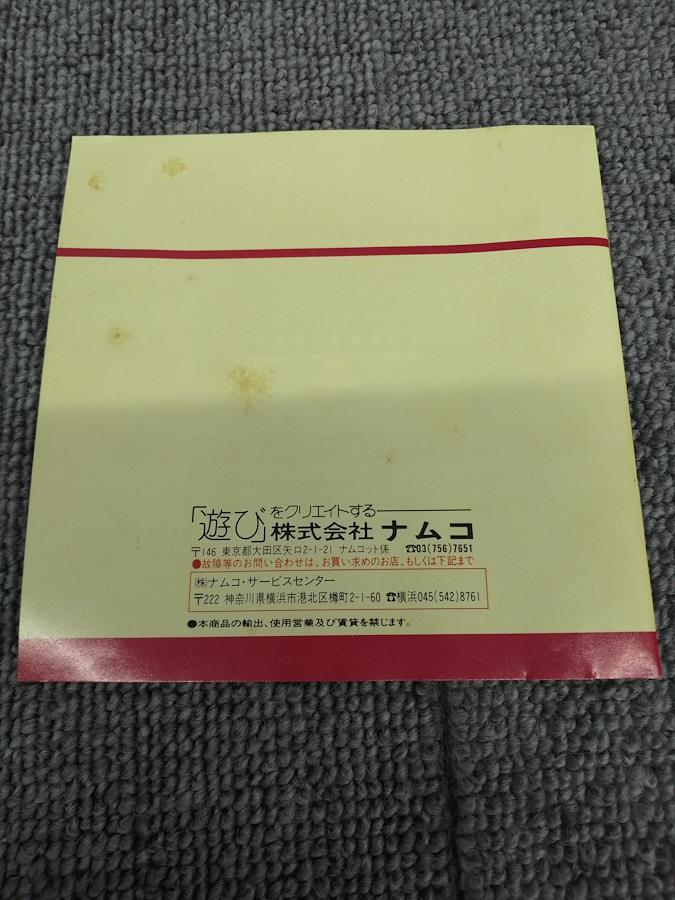 「遊び」をクリエイトする
株式会社 ナムコ
〒146 東京都大田区矢口2-1-21 ナムコット係 ☎03(756)7651
●故障等のお問い合わせは、お買い求めのお店、もしくは下記まで
㈱ナムコ・サービスセンター
〒222 神奈川県横浜市港北区樽町2-1-60 ☎横浜045(542)8761
●本商品の輸出、使用営業及び賃貸を禁じます。